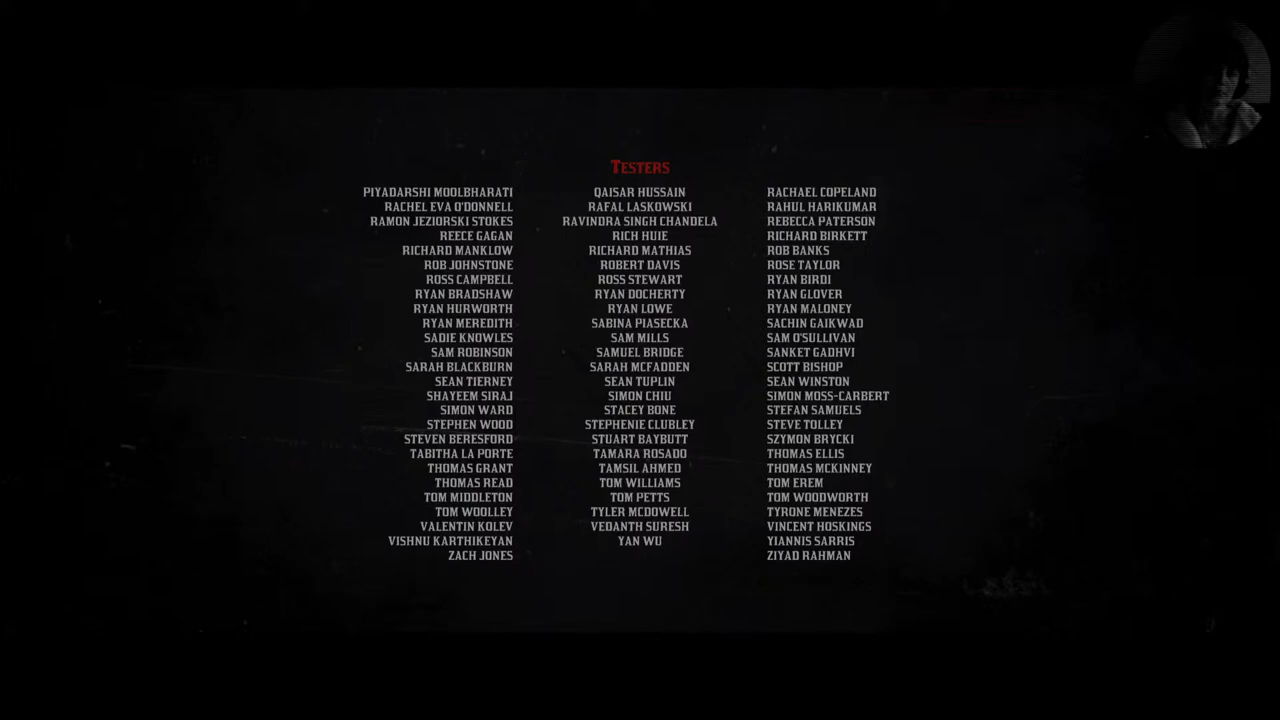 Testers
PIYADARSHI MOOLBHARATI QAISAR HUSSAIN RACHAEL COPELAND
RACHEL EVA O'DONNELL RAFAL LASKOWSKI RAHUL HARIKUMAR
RAMON JEZIORSKI STOKES RAVINDRA SINGH CHANDELA REBECCA PATERSON
REECE GAGAN RICH HUIE RICHARD BIRKETT
RICHARD MANKLOW RICHARD MATHIAS ROB BANKS
ROB JOHNSTONE ROBERT DAVIS ROSE TAYLOR
ROSS CAMPBELL ROSS STEWART RYAN BIRDI
RYAN BRADSHAW RYAN DOCHERTY RYAN GLOVER
RYAN HURWORTH RYAN LOWE RYAN MALONEY
RYAN MEREDITH SABINA PIASECKA SACHIN GAIKWAD
SADIE KNOWLES SAM MILLS SAM O'SULLIVAN
SAM ROBINSON SAMUEL BRIDGE SANKET GADHVI
SARAH BLACKBURN SARAH MCFADDEN SCOTT BISHOP
SEAN TIERNEY SEAN TUPLIN SEAN WINSTON
SHAYEEM SIRAJ SIMON CHIU SIMON MOSS-CARBERT
SIMON WARD STACEY BONE STEFAN SAMUELS
STEPHEN WOOD STEPHENIE CLUBLEY STEVE TOLLEY
STEVEN BERESFORD STUART BAYBUTT SZYMON BRYCKI
TABITHA LA PORTE TAMARA ROSADO THOMAS ELLIS
THOMAS GRANT TAMSIL AHMED THOMAS MCKINNEY
THOMAS READ TOM WILLIAMS TOM EREM
TOM MIDDLETON TOM PETTS TOM WOODWORTH
TOM WOOLLEY TYLER MCDOWELL TYRONE MENEZES
VALENTIN KOLEV VEDANTH SURESH VINCENT HOSKINGS
VISHNU KARTHIKEYAN YAN WU YIANNIS SARRIS
ZACH JONES ZIYAD RAHMAN